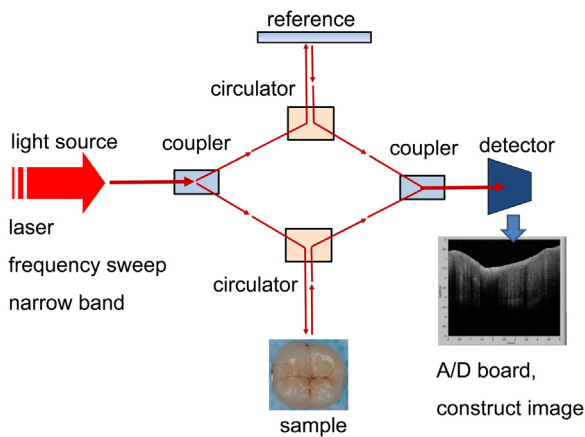 reference
circulator
light source
coupler
coupler
detector
laser
frequency sweep
narrow band
circulator
sample
A/D board,
construct image